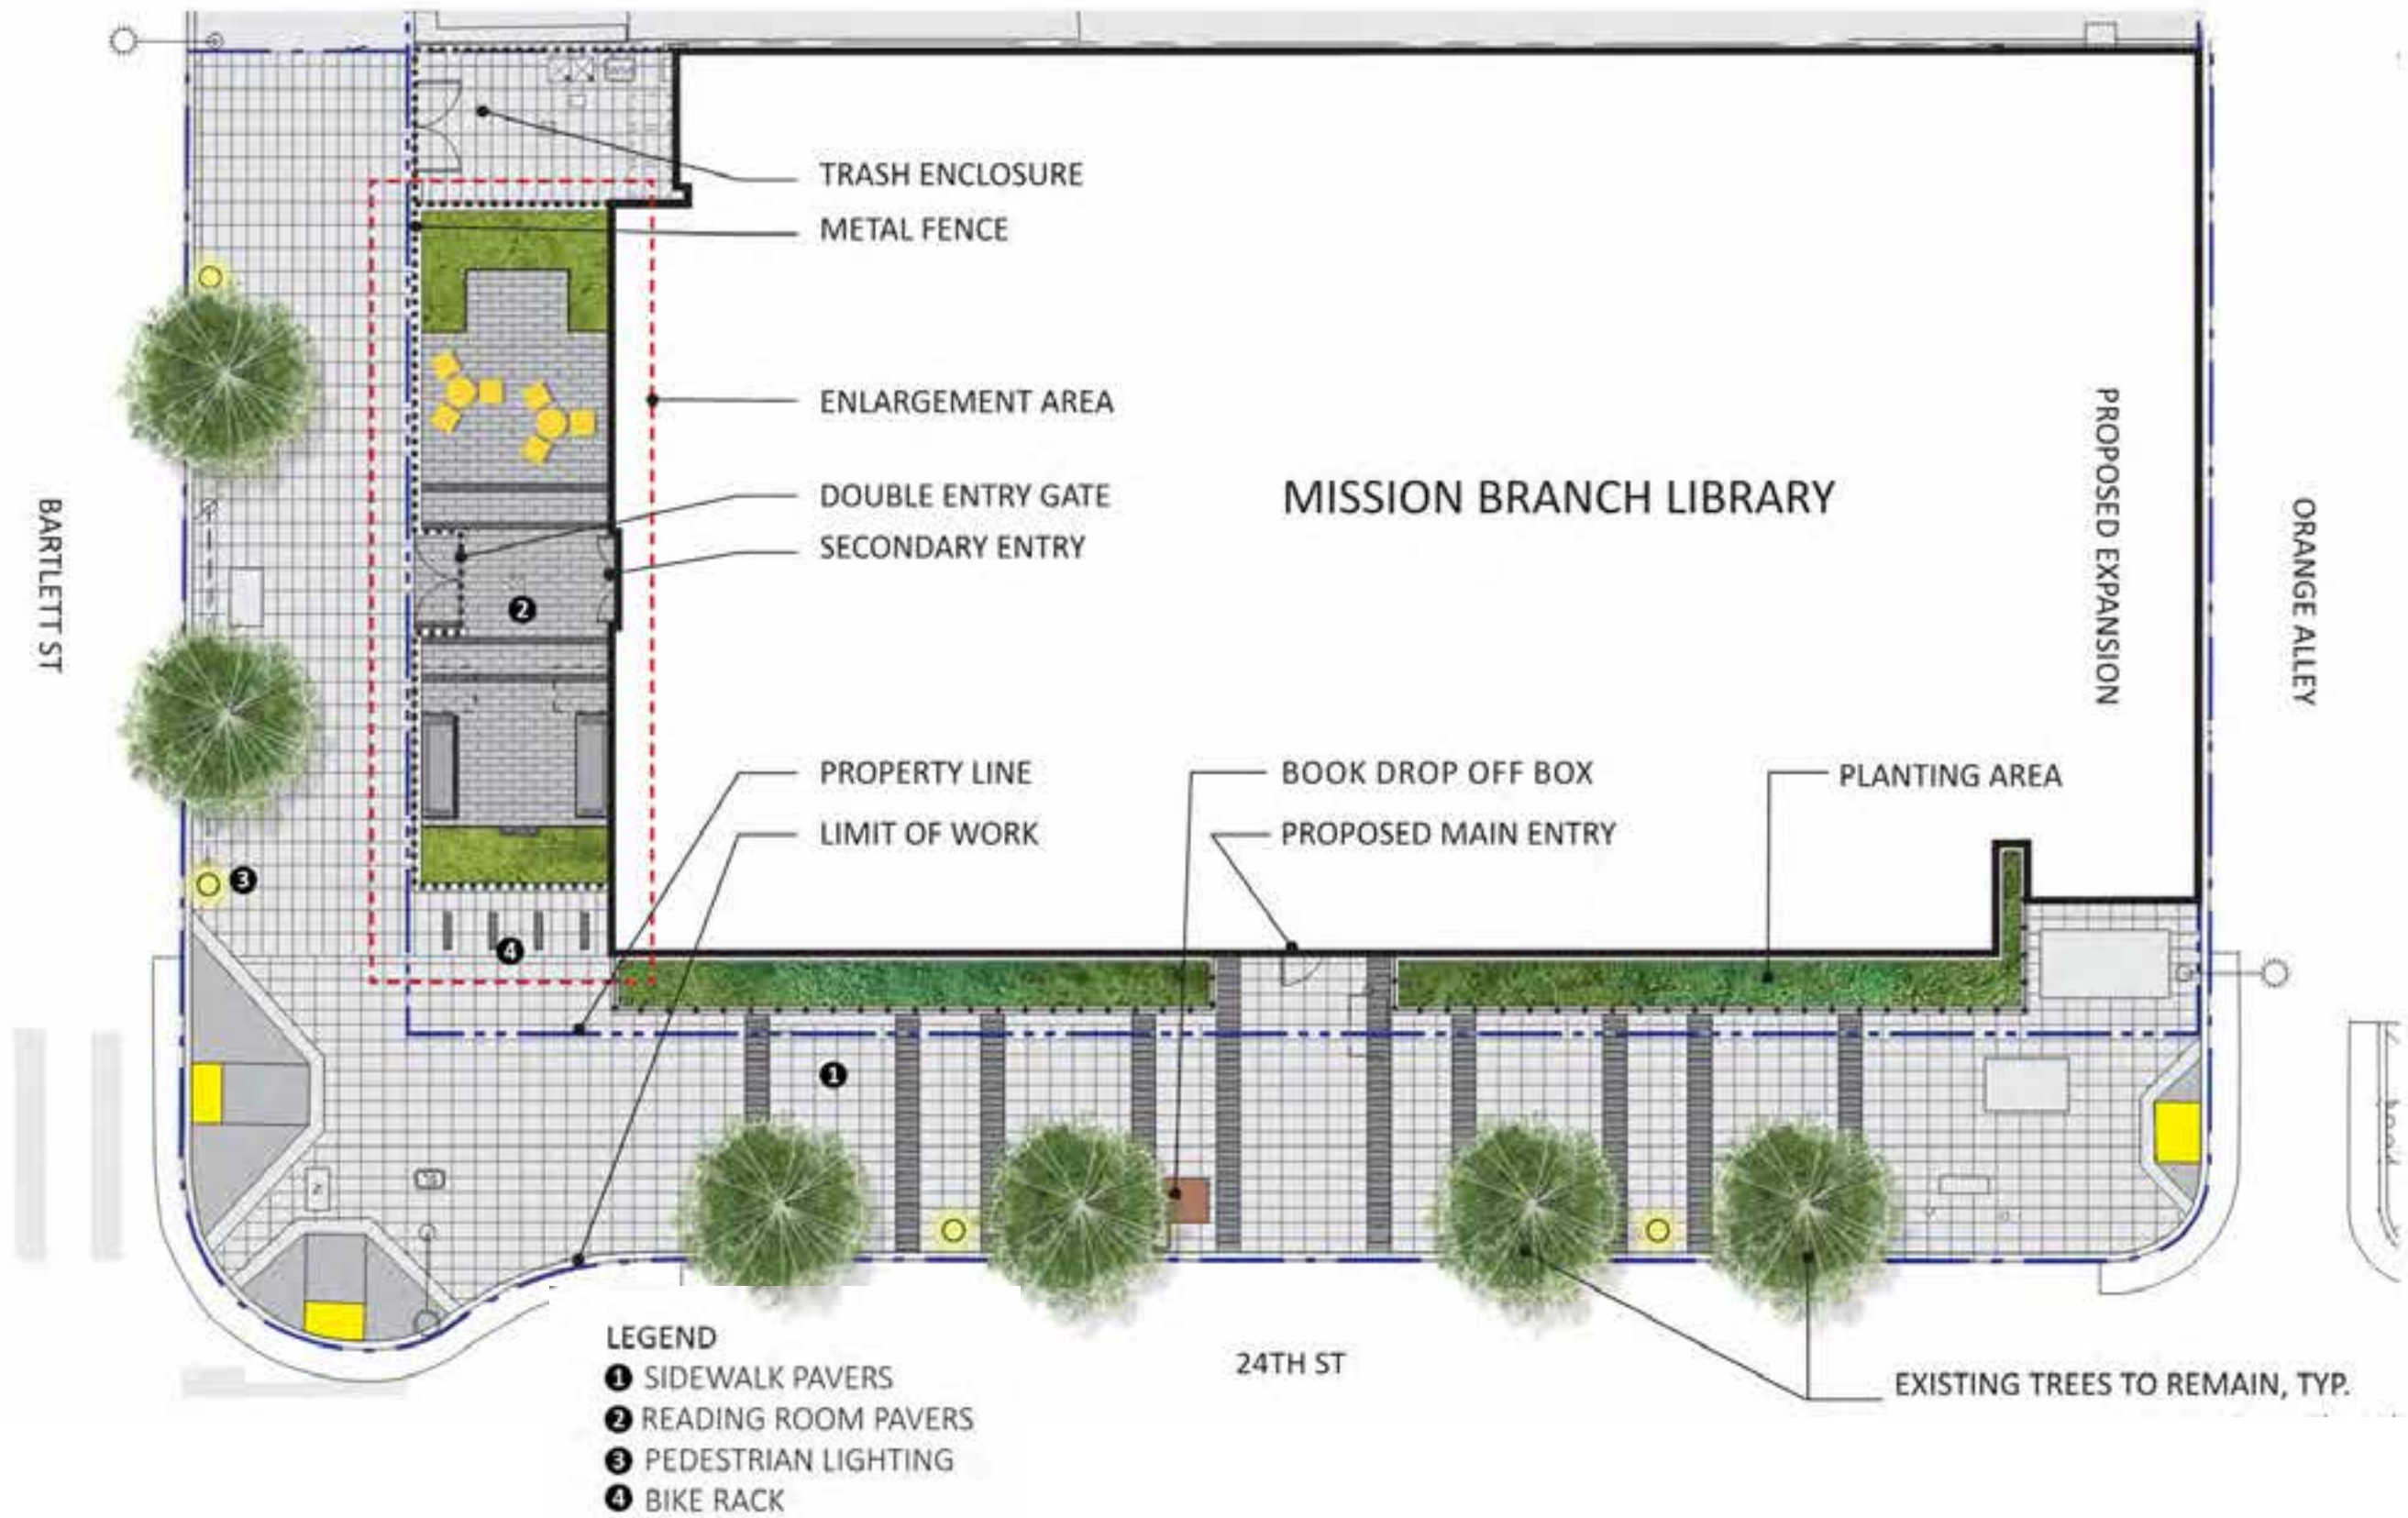 TRASH ENCLOSURE
METAL FENCE
ENLARGEMENT AREA
DOUBLE ENTRY GATE
SECONDARY ENTRY
MISSION BRANCH LIBRARY
PROPOSED EXPANSION
BARTLETT ST
ORANGE ALLEY
2
PROPERTY LINE
LIMIT OF WORK
BOOK DROP OFF BOX
PROPOSED MAIN ENTRY
PLANTING AREA
3
4
1
24TH ST
EXISTING TREES TO REMAIN, TYP.
LEGEND
1 SIDEWALK PAVERS
2 READING ROOM PAVERS
3 PEDESTRIAN LIGHTING
4 BIKE RACK